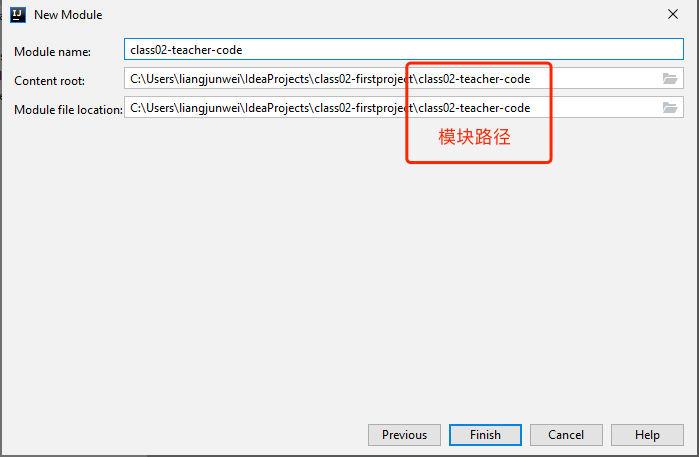 New Module
Module name: class02-teacher-code
Content root: C:\Users\liangjunwei\IdeaProjects\class02-firstproject\class02-teacher-code
Module file location: C:\Users\liangjunwei\IdeaProjects\class02-firstproject\class02-teacher-code
模块路径
Previous Finish Cancel Help